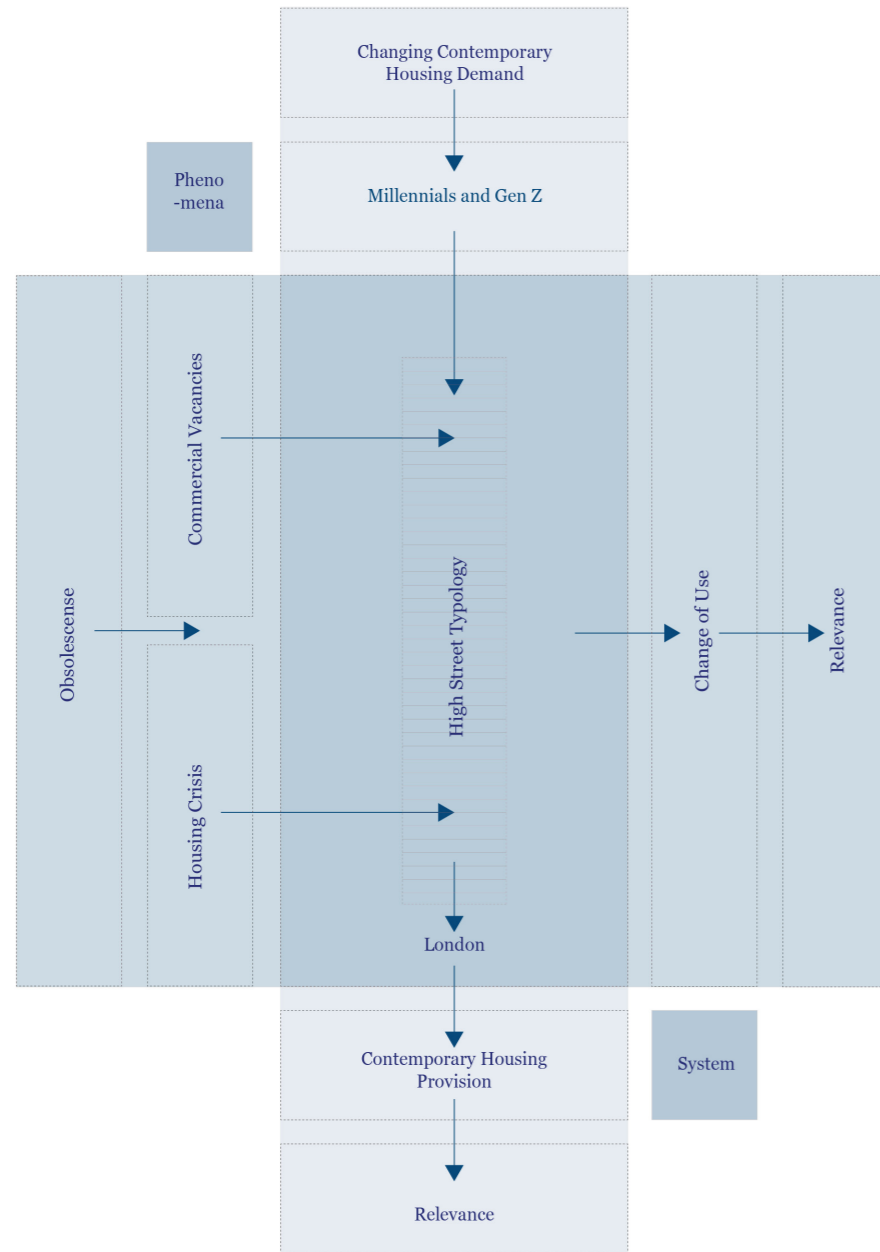 Changing Contemporary
Housing Demand
Pheno
-mena
Millennials and Gen Z
Commercial Vacancies
High Street Typology
Obsolescense
Change of Use
Relevance
Housing Crisis
London
Contemporary Housing
Provision
System
Relevance